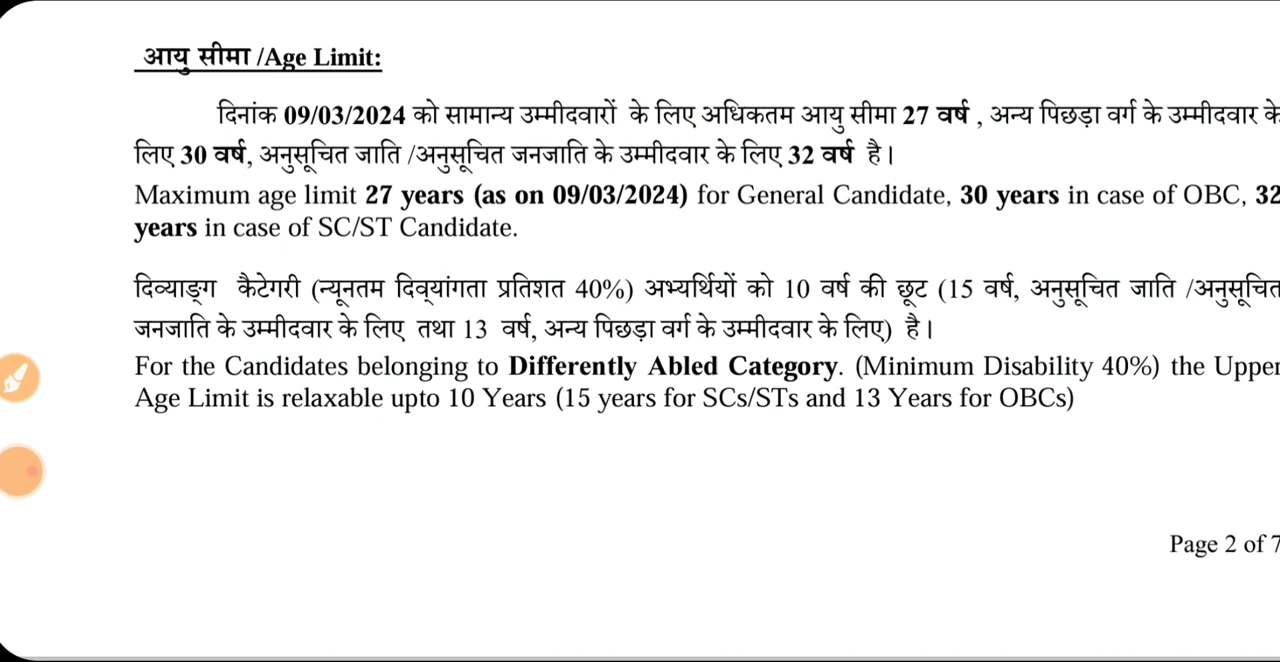 आयु सीमा /Age Limit:
दिनांक 09/03/2024 को सामान्य उम्मीदवारों के लिए अधिकतम आयु सीमा 27 वर्ष , अन्य पिछड़ा वर्ग के उम्मीदवार के
लिए 30 वर्ष, अनुसूचित जाति /अनुसूचित जनजाति के उम्मीदवार के लिए 32 वर्ष है।
Maximum age limit 27 years (as on 09/03/2024) for General Candidate, 30 years in case of OBC, 32
years in case of SC/ST Candidate.
दिव्याङ्ग कैटेगरी (न्यूनतम दिव्यांगता प्रतिशत 40%) अभ्यर्थियों को 10 वर्ष की छूट (15 वर्ष, अनुसूचित जाति /अनुसूचित
जनजाति के उम्मीदवार के लिए तथा 13 वर्ष, अन्य पिछड़ा वर्ग के उम्मीदवार के लिए) है।
For the Candidates belonging to Differently Abled Category. (Minimum Disability 40%) the Upper
Age Limit is relaxable upto 10 Years (15 years for SCs/STs and 13 Years for OBCs)
Page 2 of 7